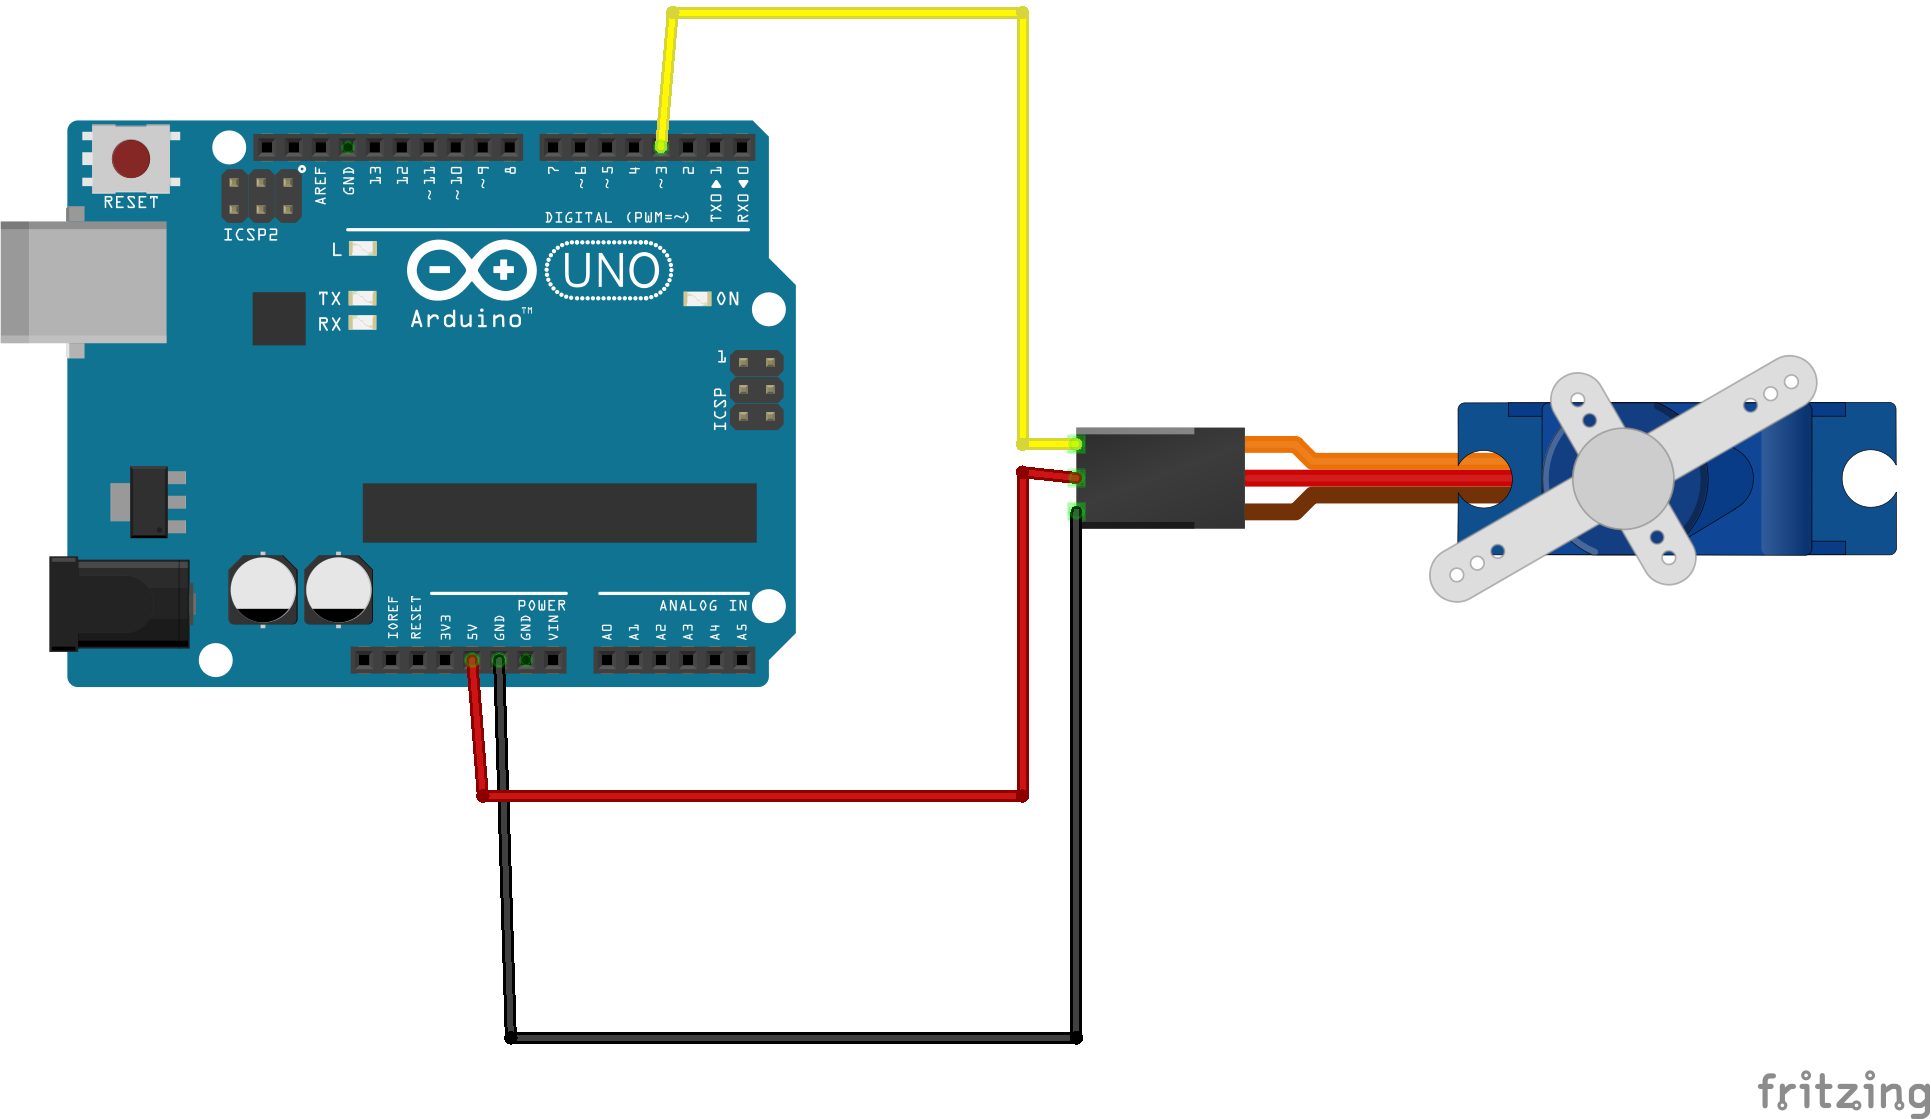 RESET
ICSP2
AREF
GND
13
12
~11
~10
~9
8
7
~6
~5
4
~3
2
TX0▶1
RX0◀0
DIGITAL (PWM=~)
L
TX
RX
UNO
Arduino™
ON
1
ICSP
IOREF
RESET
3V3
5V
GND
GND
VIN
POWER
ANALOG IN
A0
A1
A2
A3
A4
A5
fritzing